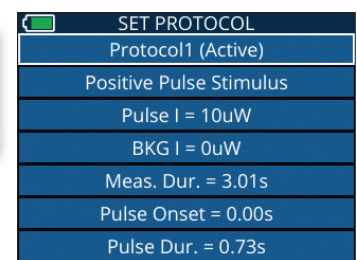 SET PROTOCOL
Protocol1 (Active)
Positive Pulse Stimulus
Pulse I = 10uW
BKG I = 0uW
Meas. Dur. = 3.01s
Pulse Onset = 0.00s
Pulse Dur. = 0.73s